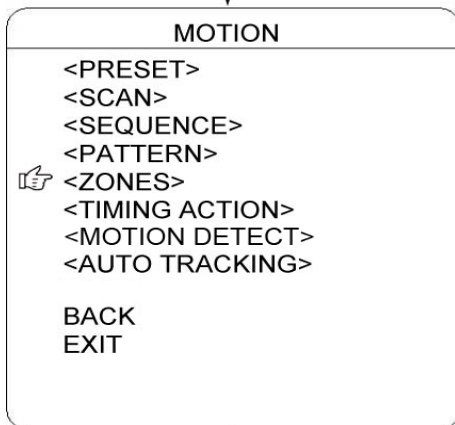 MOTION
<PRESET>
<SCAN>
<SEQUENCE>
<PATTERN>
<ZONES>
<TIMING ACTION>
<MOTION DETECT>
<AUTO TRACKING>
BACK
EXIT